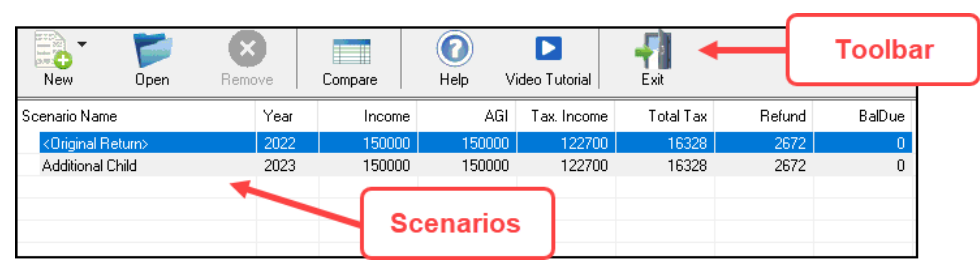 Toolbar
New Open Remove Compare Help Video Tutorial Exit
Scenario Name Year Income AGI Tax. Income Total Tax Refund BalDue
<Original Return> 2022 150000 150000 122700 16328 2672 0
Additional Child 2023 150000 150000 122700 16328 2672 0
Scenarios